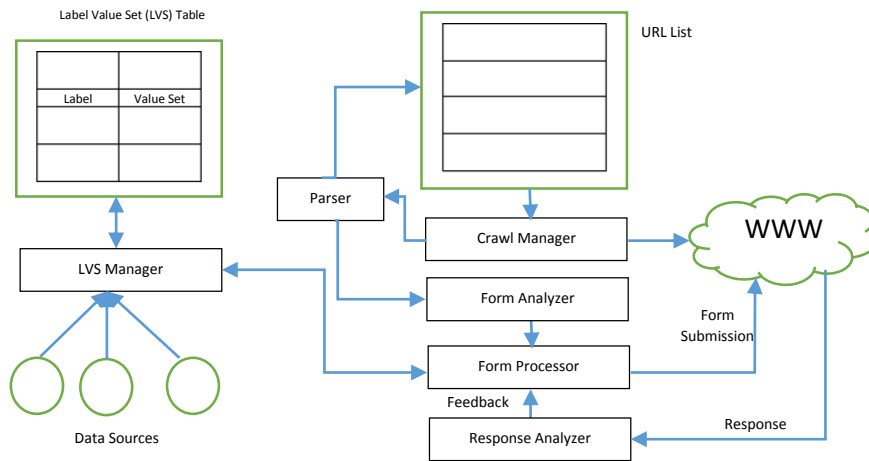 Label Value Set (LVS) Table
URL List
Label
Value Set
Parser
Crawl Manager
WWW
LVS Manager
Form Analyzer
Form
Submission
Form Processor
Feedback
Response
Data Sources
Response Analyzer